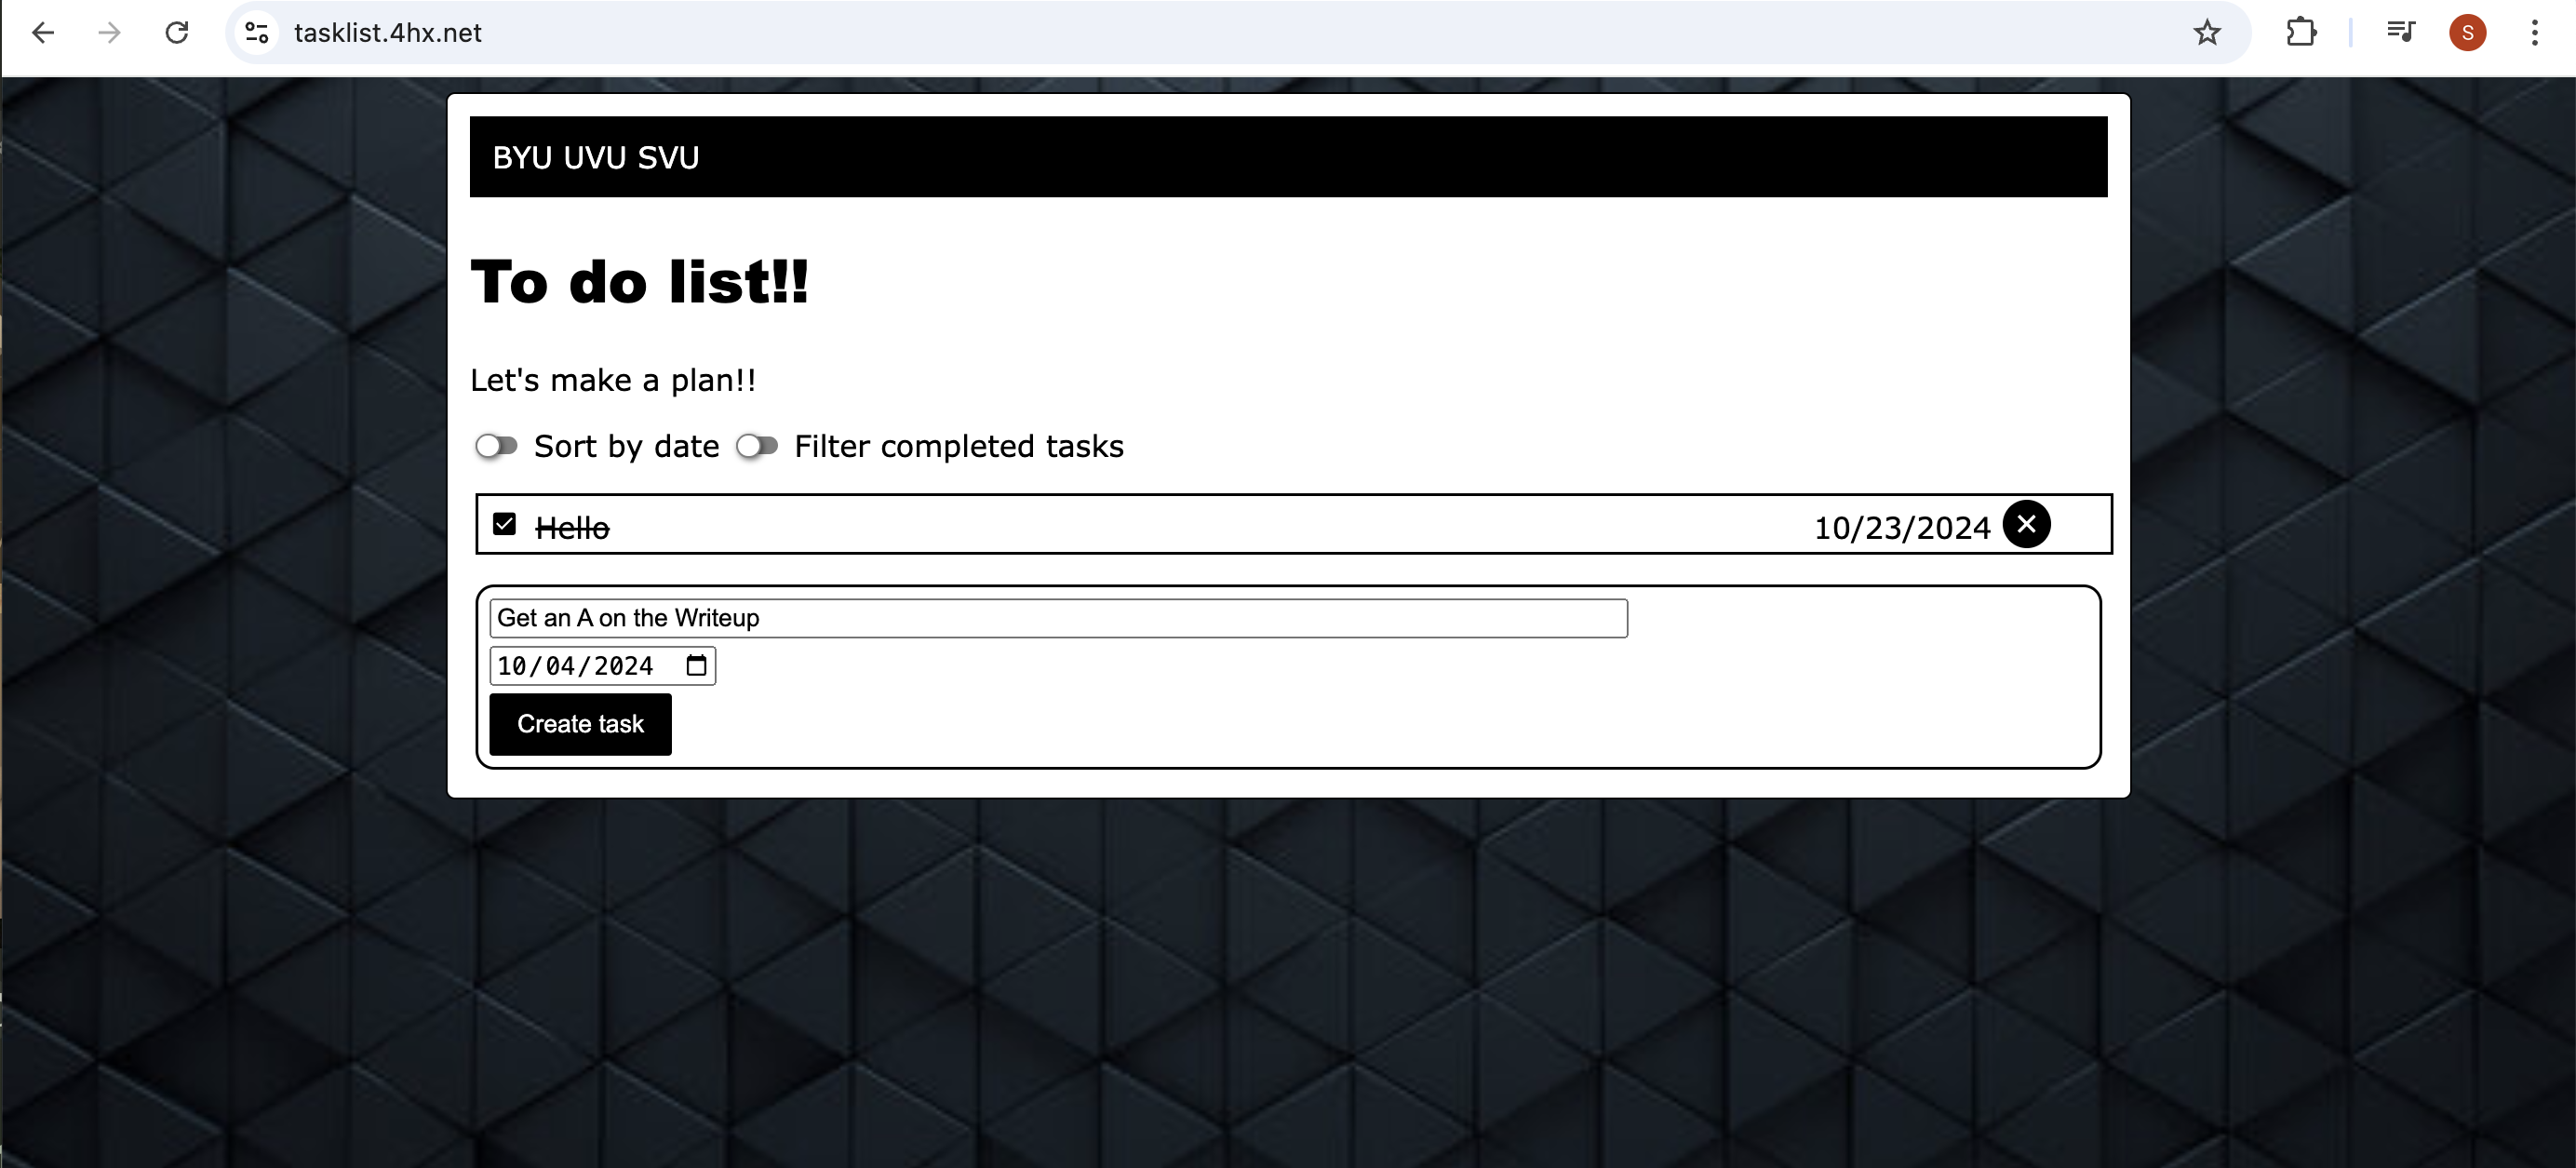 tasklist.4hx.net
S
BYU UVU SVU
To do list!!
Let's make a plan!!
Sort by date Filter completed tasks
Hello 10/23/2024
Get an A on the Writeup
10/04/2024
Create task